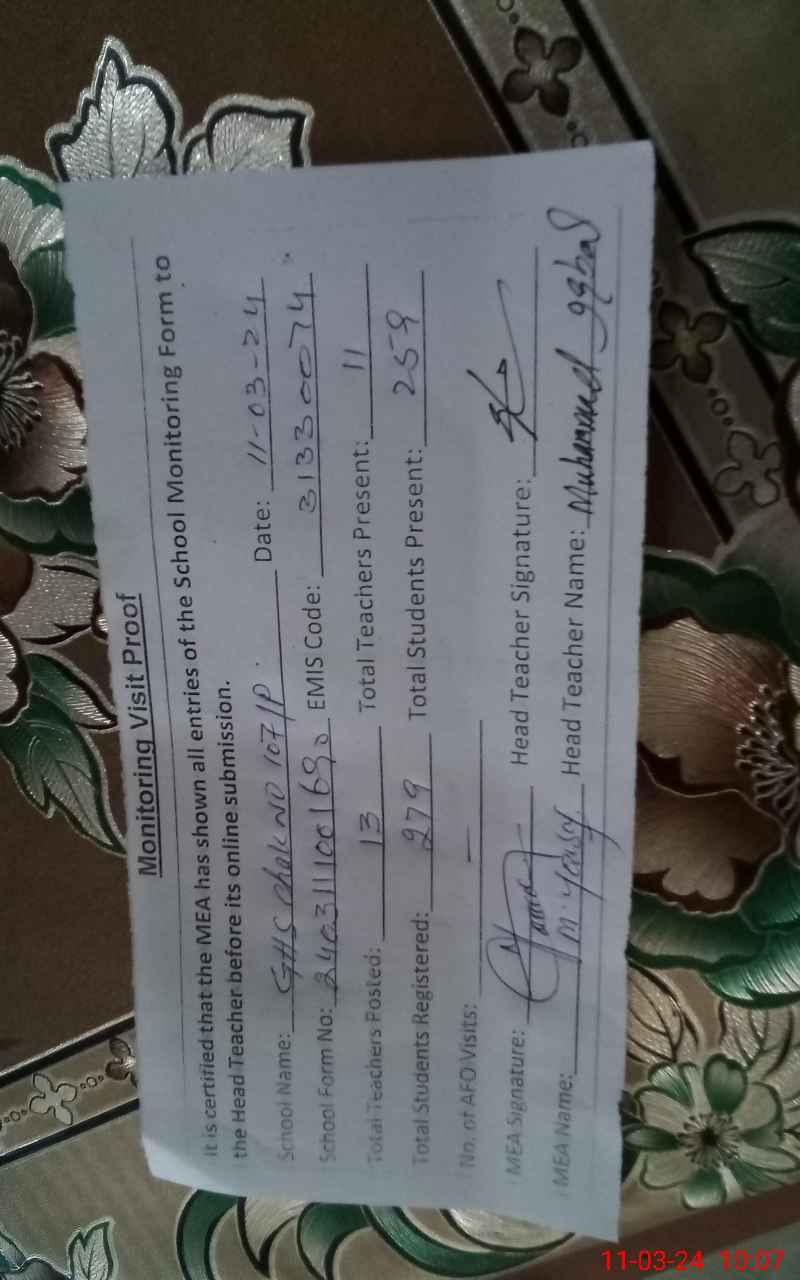 Monitoring Visit Proof
It is certified that the MEA has shown all entries of the School Monitoring Form to
the Head Teacher before its online submission.
School Name: GHS Chak NO 107/P. Date: 11-03-24
School Form No: 2403111001690 EMIS Code: 31330074
Total Teachers Posted: 13 Total Teachers Present: 11
Total Students Registered: 279 Total Students Present: 259
No. of AFO Visits: —
MEA Signature: Head Teacher Signature:
MEA Name: M. Yousaf Head Teacher Name: Muhammad Iqbal
11-03-24 10:07